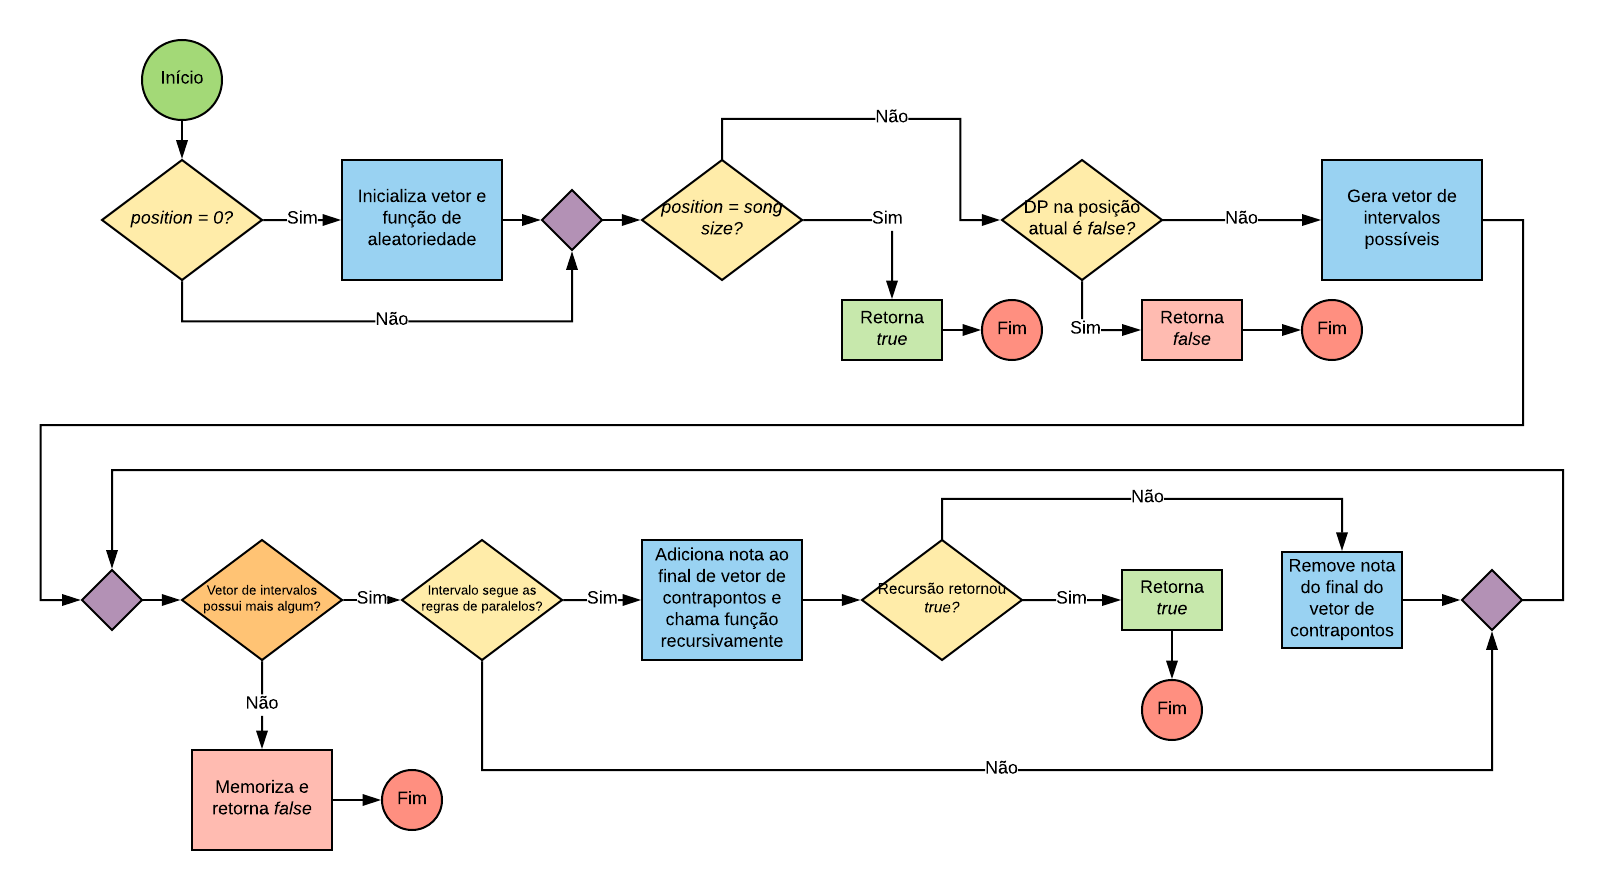 Início
position = 0?
Sim
Não
Inicializa vetor e
função de
aleatoriedade
position = song
size?
Não
Sim
Retorna
true
Fim
DP na posição
atual é false?
Não
Sim
Retorna
false
Fim
Gera vetor de
intervalos
possíveis
Vetor de intervalos
possui mais algum?
Sim
Não
Memoriza e
retorna false
Fim
Intervalo segue as
regras de paralelos?
Sim
Não
Adiciona nota ao
final de vetor de
contrapontos e
chama função
recursivamente
Recursão retornou
true?
Não
Sim
Retorna
true
Fim
Remove nota
do final do
vetor de
contrapontos